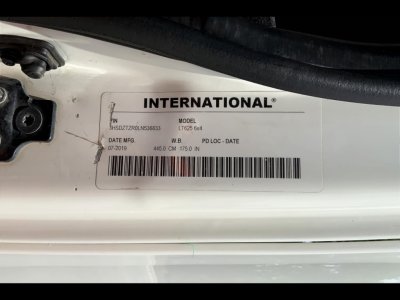 INTERNATIONAL®
VIN MODEL
LT625 6x4
DATE MFG. W.B. PD LOC - DATE
07-2019 445.0 CM 175.0 IN